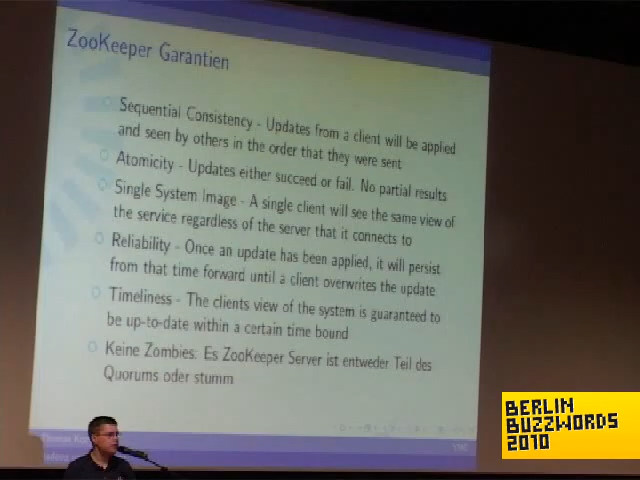 ZooKeeper Garantien
Sequential Consistency - Updates from a client will be applied
and seen by others in the order that they were sent
Atomicity - Updates either succeed or fail. No partial results
Single System Image - A single client will see the same view of
the service regardless of the server that it connects to
Reliability - Once an update has been applied, it will persist
from that time forward until a client overwrites the update
Timeliness - The clients view of the system is guaranteed to
be up-to-date within a certain time bound
Keine Zombies: Es ZooKeeper Server ist entweder Teil des
Quorums oder stumm
Thomas
BERLIN
BUZZWORDS
2010